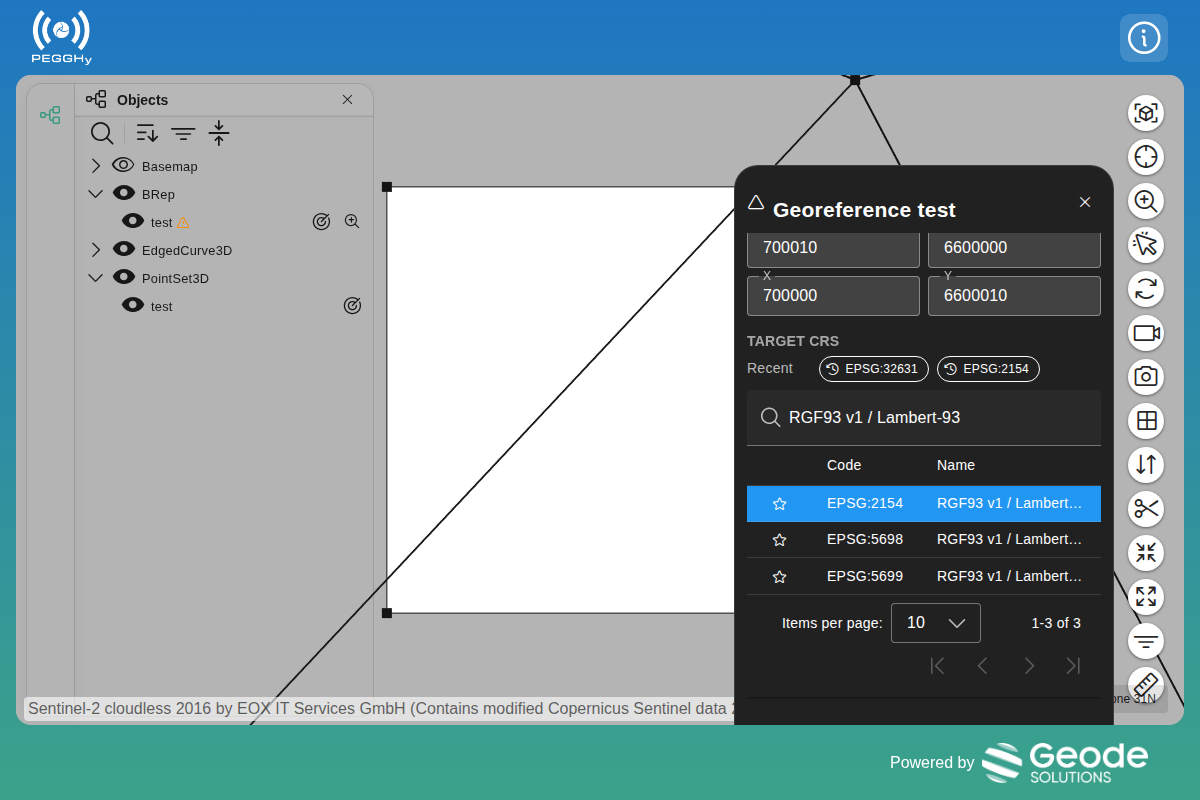 PEGGHy
Objects
Basemap
BRep
test
EdgedCurve3D
PointSet3D
test
Georeference test
700010
6600000
X
Y
700000
6600010
TARGET CRS
Recent
EPSG:32631
EPSG:2154
RGF93 v1 / Lambert-93
Code
Name
EPSG:2154
RGF93 v1 / Lambert…
EPSG:5698
RGF93 v1 / Lambert…
EPSG:5699
RGF93 v1 / Lambert…
Items per page:
10
1-3 of 3
Sentinel-2 cloudless 2016 by EOX IT Services GmbH (Contains modified Copernicus Sentinel data
31N
Powered by
Geode
SOLUTIONS